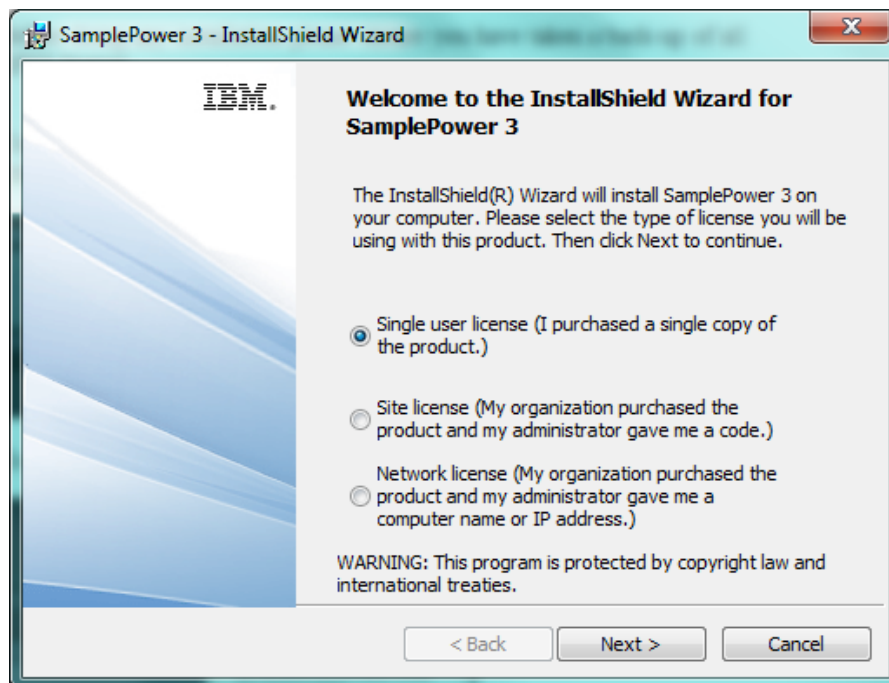 SamplePower 3 - InstallShield Wizard
IBM.
Welcome to the InstallShield Wizard for
SamplePower 3
The InstallShield(R) Wizard will install SamplePower 3 on
your computer. Please select the type of license you will be
using with this product. Then click Next to continue.
Single user license (I purchased a single copy of
the product.)
Site license (My organization purchased the
product and my administrator gave me a code.)
Network license (My organization purchased the
product and my administrator gave me a
computer name or IP address.)
WARNING: This program is protected by copyright law and
international treaties.
< Back
Next >
Cancel